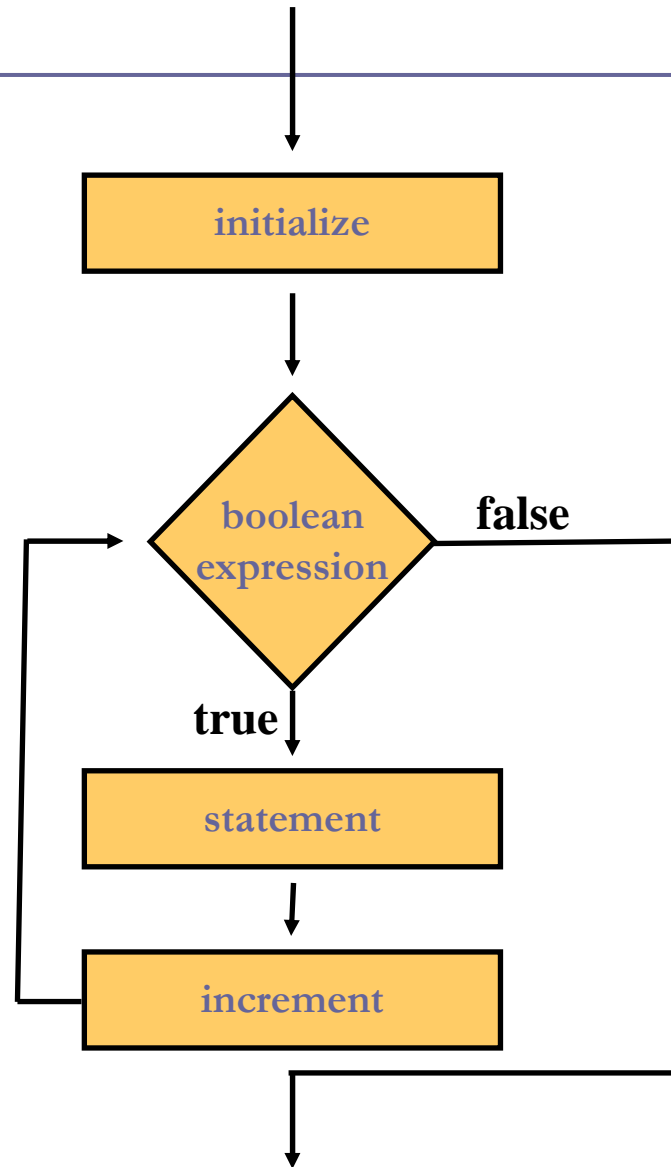 initialize
boolean
expression
false
true
statement
increment